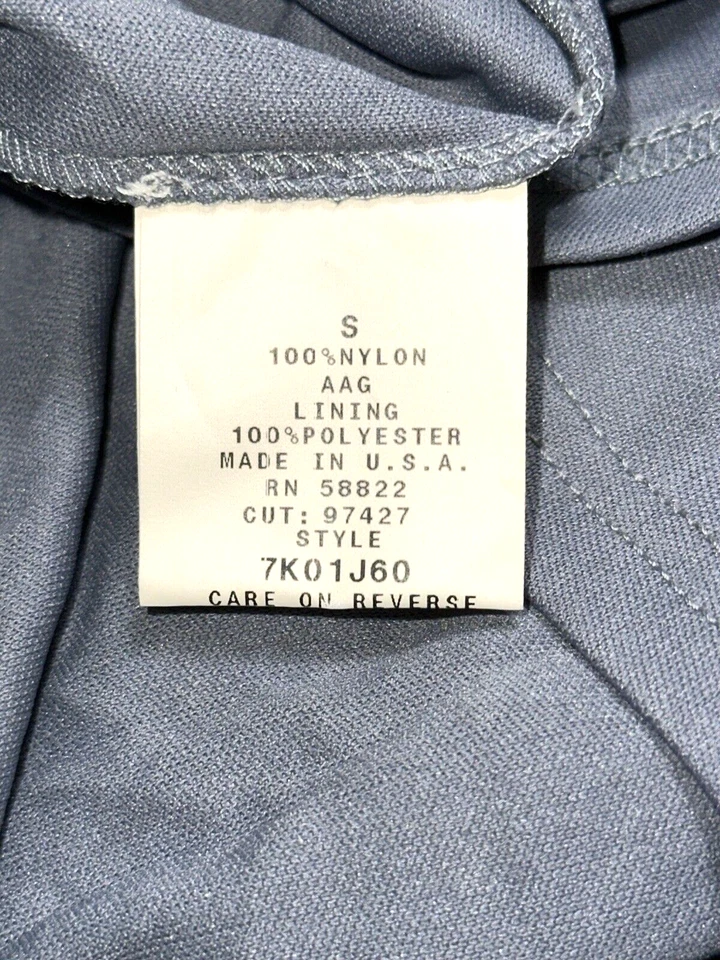 S
100%NYLON
AAG
LINING
100%POLYESTER
MADE IN U.S.A.
RN 58822
CUT: 97427
STYLE
7K01J60
CARE ON REVERSE